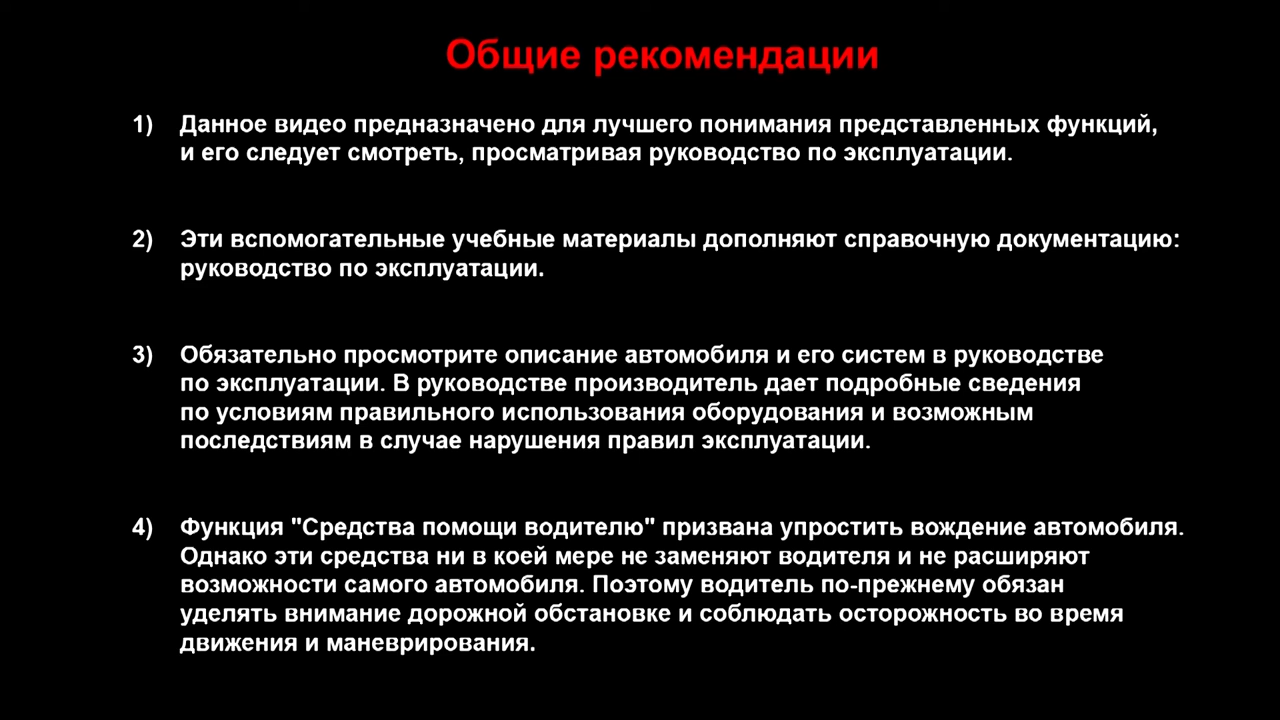 Общие рекомендации
1) Данное видео предназначено для лучшего понимания представленных функций,
и его следует смотреть, просматривая руководство по эксплуатации.
2) Эти вспомогательные учебные материалы дополняют справочную документацию:
руководство по эксплуатации.
3) Обязательно просмотрите описание автомобиля и его систем в руководстве
по эксплуатации. В руководстве производитель дает подробные сведения
по условиям правильного использования оборудования и возможным
последствиям в случае нарушения правил эксплуатации.
4) Функция "Средства помощи водителю" призвана упростить вождение автомобиля.
Однако эти средства ни в коей мере не заменяют водителя и не расширяют
возможности самого автомобиля. Поэтому водитель по-прежнему обязан
уделять внимание дорожной обстановке и соблюдать осторожность во время
движения и маневрирования.